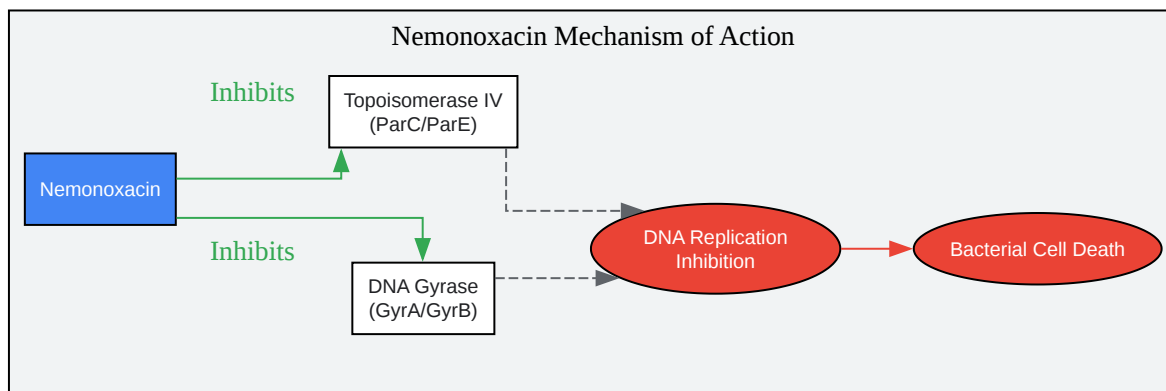 Nemonoxacin Mechanism of Action
Inhibits
Topoisomerase IV
(ParC/ParE)
Nemonoxacin
Inhibits
DNA Gyrase
(GyrA/GyrB)
DNA Replication
Inhibition
Bacterial Cell Death